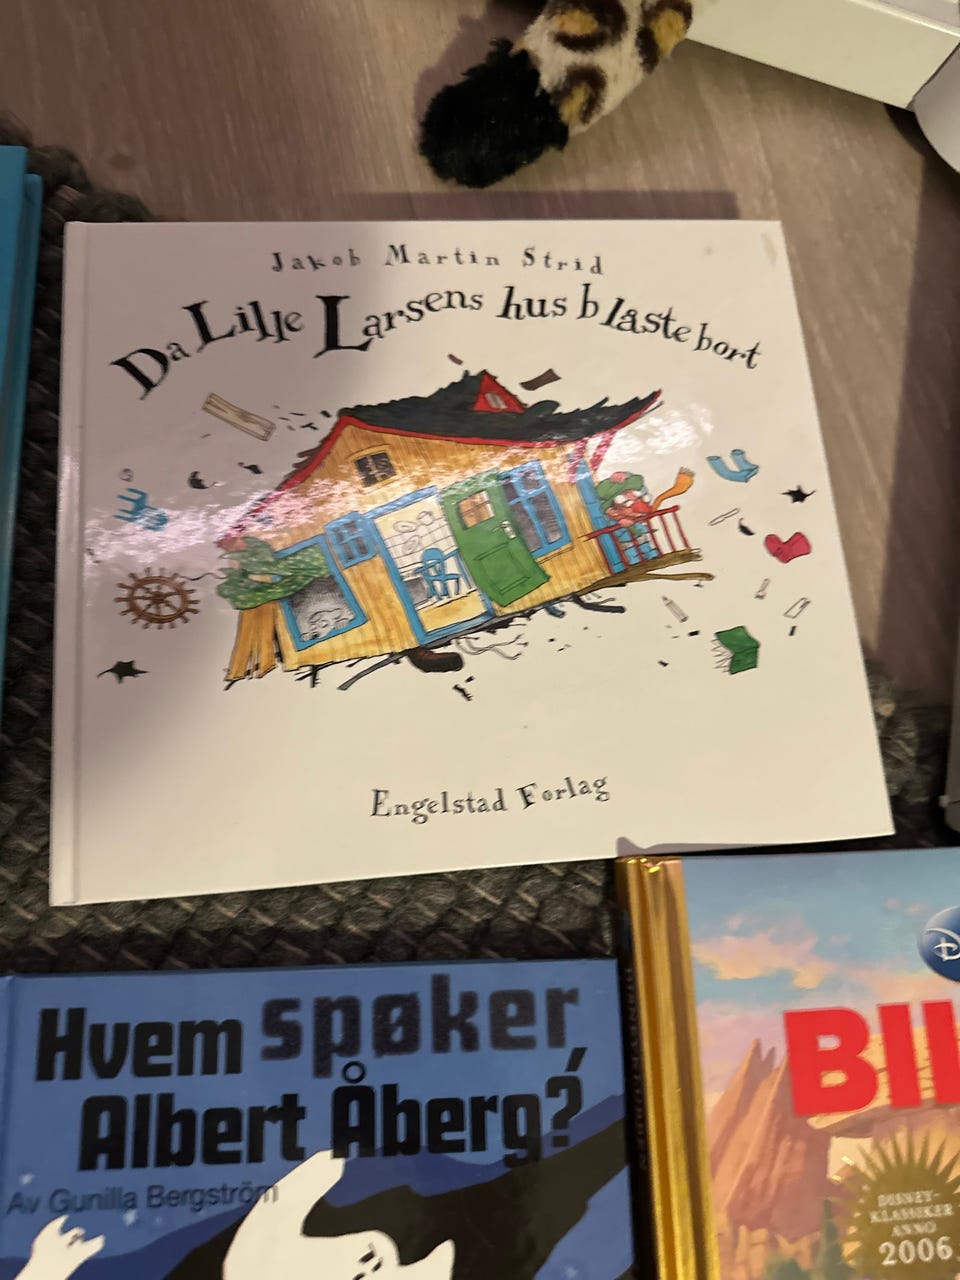 Jakob Martin Strid
Da Lille Larsens hus blåste bort
Engelstad Forlag
Hvem spøker,
Albert Åberg?
Av Gunilla Bergström
BIL
DISNEY-
KLASSIKER
ANNO
2006